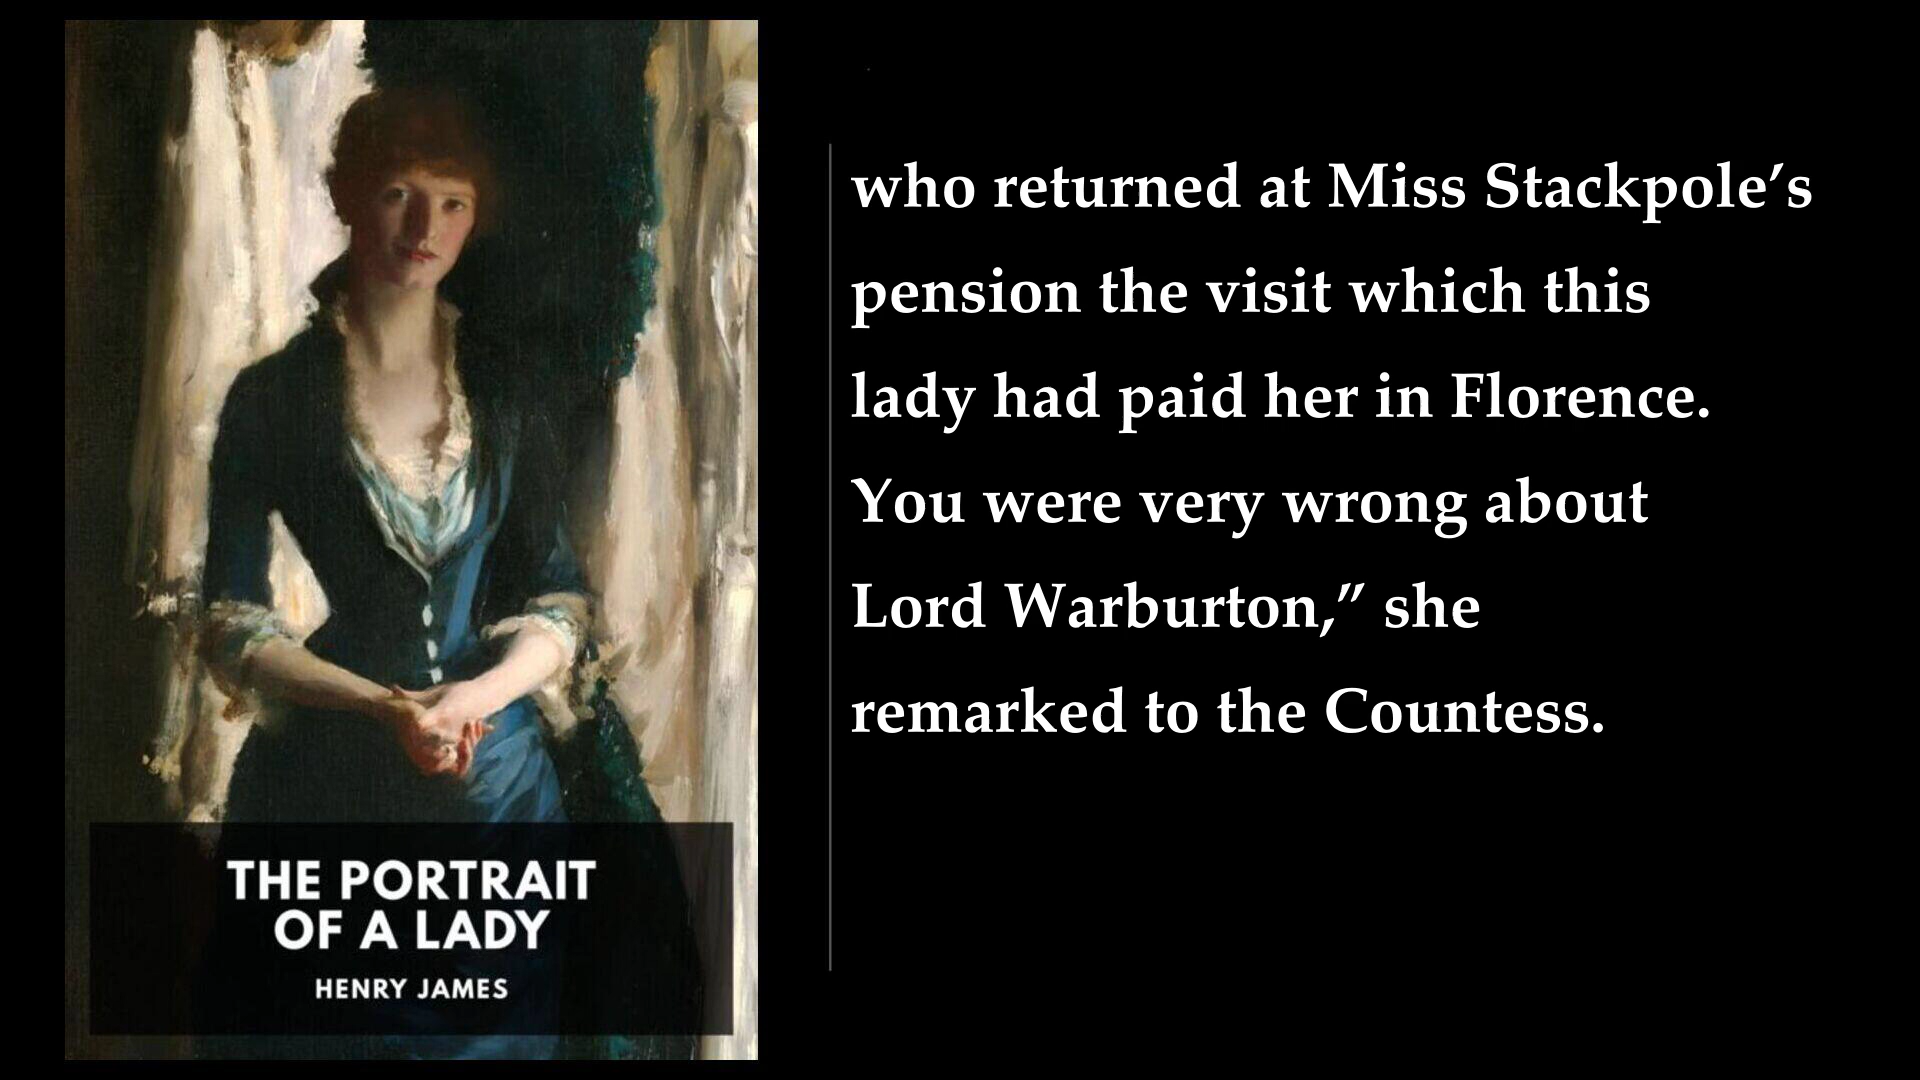 who returned at Miss Stackpole’s
pension the visit which this
lady had paid her in Florence.
You were very wrong about
Lord Warburton,” she
remarked to the Countess.
THE PORTRAIT
OF A LADY
HENRY JAMES